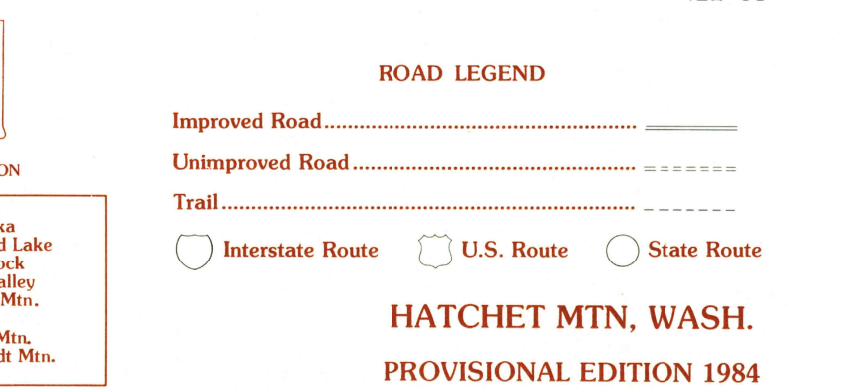 ROAD LEGEND
Improved Road
Unimproved Road
Trail
Interstate Route U.S. Route State Route
HATCHET MTN, WASH.
PROVISIONAL EDITION 1984
ON
Lake
Mtn.
Mtn.
Mtn.